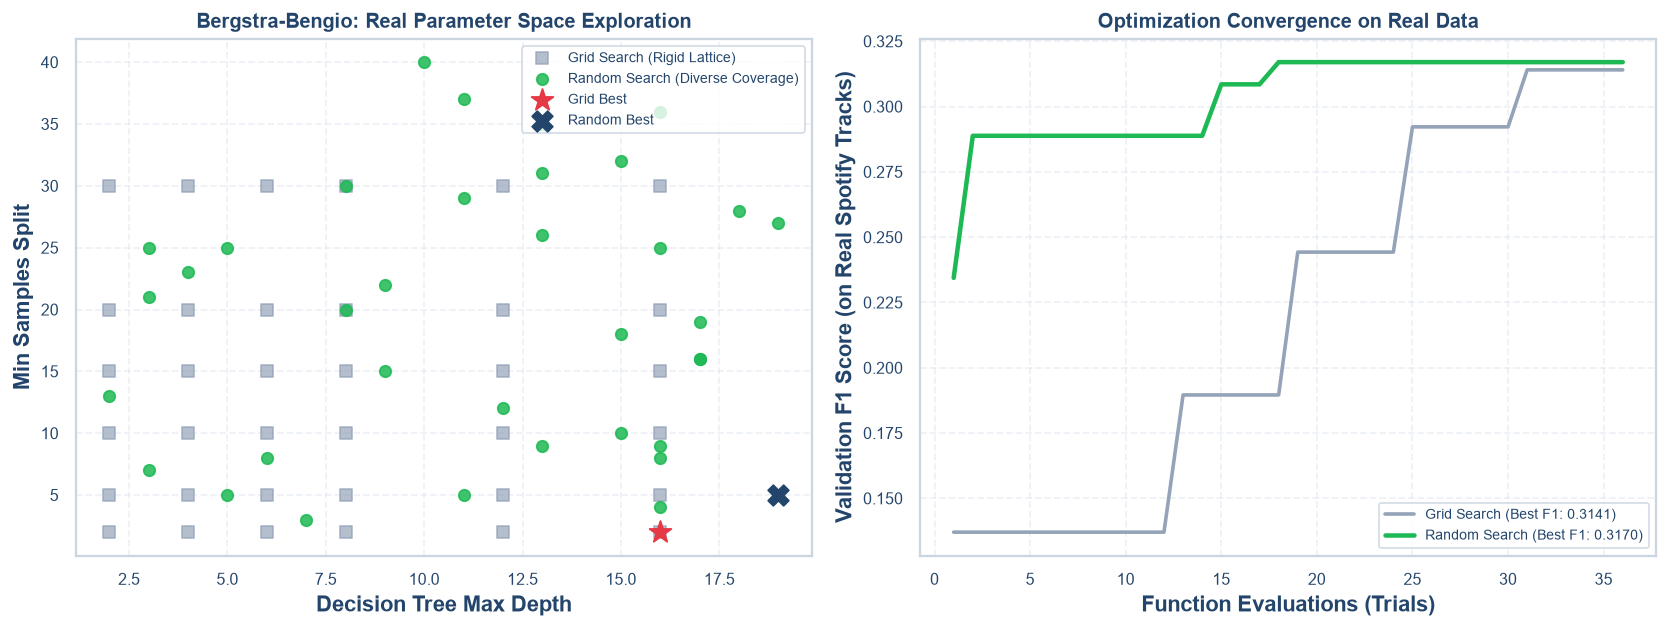 Bergstra-Bengio: Real Parameter Space Exploration
Grid Search (Rigid Lattice)
Random Search (Diverse Coverage)
Grid Best
Random Best
40
35
30
25
20
15
10
5
Min Samples Split
2.5
5.0
7.5
10.0
12.5
15.0
17.5
Decision Tree Max Depth
Optimization Convergence on Real Data
0.325
0.300
0.275
0.250
0.225
0.200
0.175
0.150
Validation F1 Score (on Real Spotify Tracks)
Grid Search (Best F1: 0.3141)
Random Search (Best F1: 0.3170)
0
5
10
15
20
25
30
35
Function Evaluations (Trials)